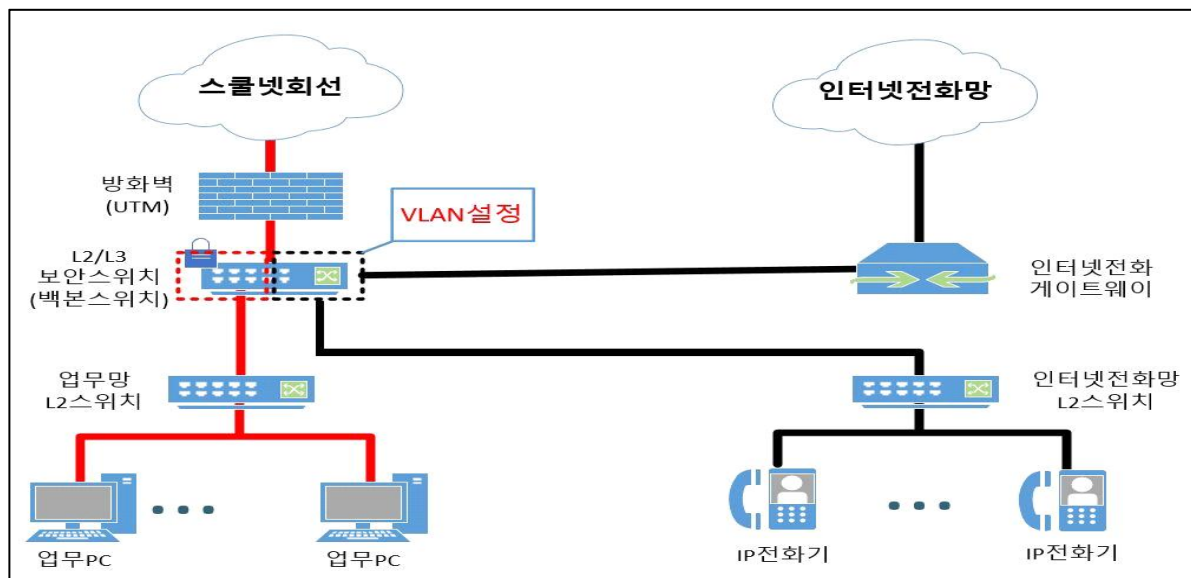 스쿨넷회선
인터넷전화망
방화벽
(UTM)
VLAN설정
L2/L3
보안스위치
(백본스위치)
인터넷전화
게이트웨이
업무망
L2스위치
인터넷전화망
L2스위치
업무PC
업무PC
IP전화기
IP전화기